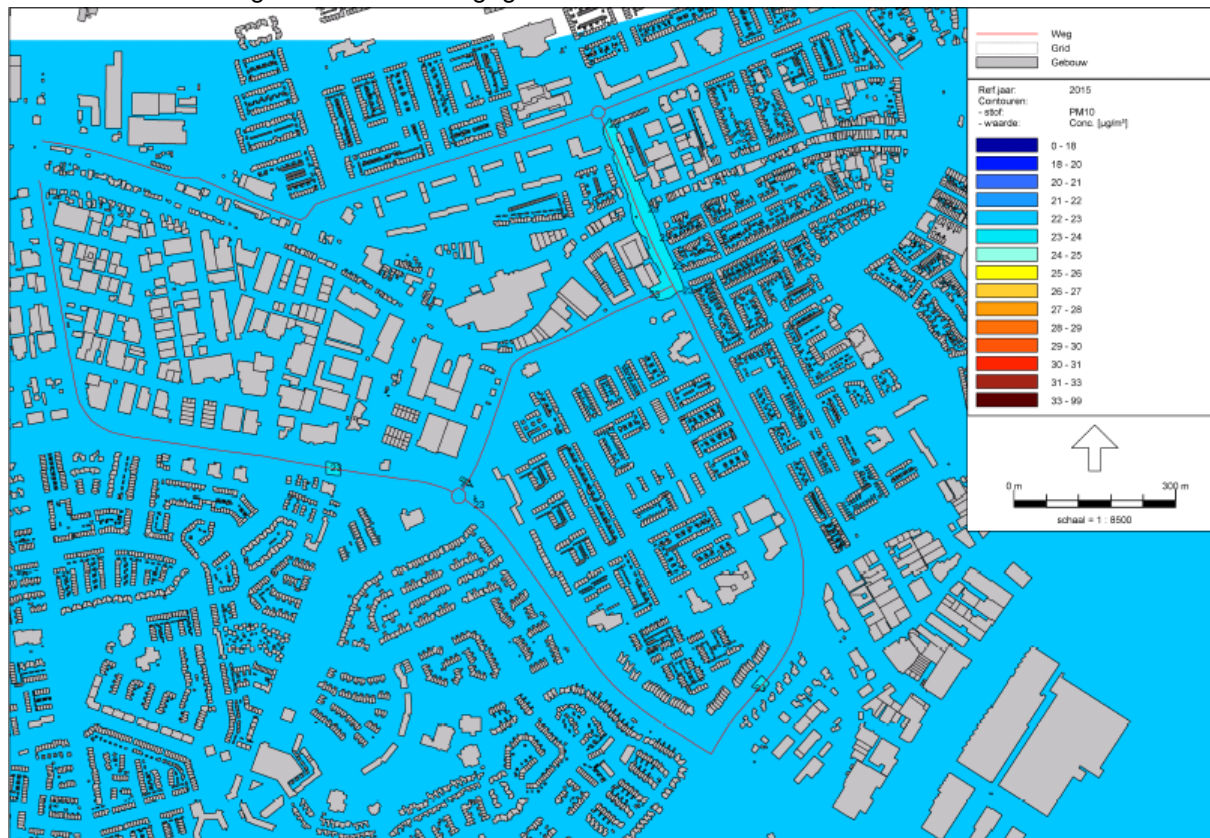 Weg
Grid
Gebouw
Ref.jaar: 2015
Contouren:
- stof: PM10
- waarde: Conc. [µg/m³]
0 - 18
18 - 20
20 - 21
21 - 22
22 - 23
23 - 24
24 - 25
25 - 26
26 - 27
27 - 28
28 - 29
29 - 30
30 - 31
31 - 33
33 - 99
0 m 300 m
schaal = 1 : 8500
23